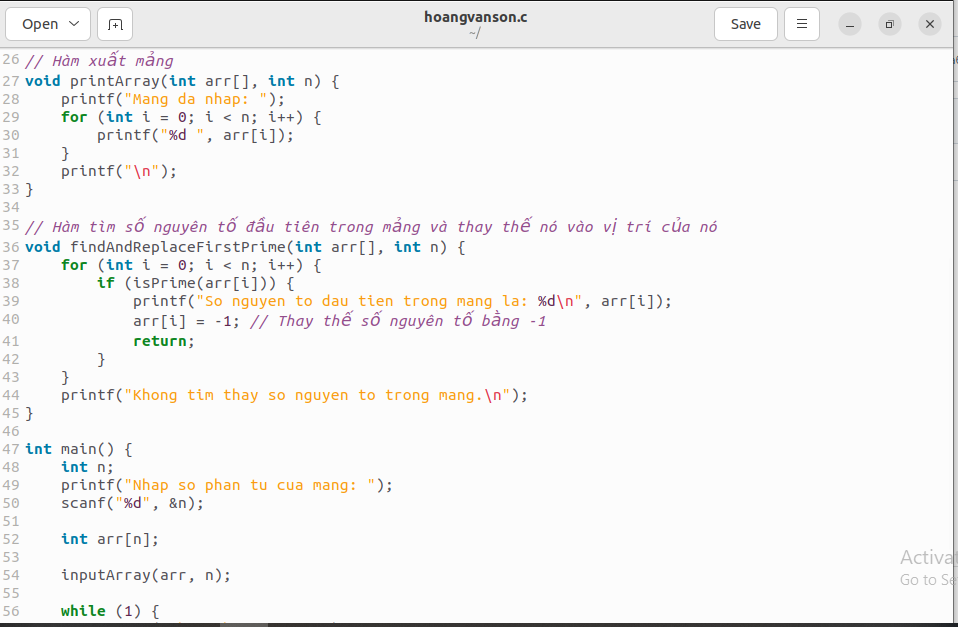 Open
hoangvanson.c
~/
Save
26 // Hàm xuất mảng
27 void printArray(int arr[], int n) {
28     printf("Mang da nhap: ");
29     for (int i = 0; i < n; i++) {
30         printf("%d ", arr[i]);
31     }
32     printf("\n");
33 }
34
35 // Hàm tìm số nguyên tố đầu tiên trong mảng và thay thế nó vào vị trí của nó
36 void findAndReplaceFirstPrime(int arr[], int n) {
37     for (int i = 0; i < n; i++) {
38         if (isPrime(arr[i])) {
39             printf("So nguyen to dau tien trong mang la: %d\n", arr[i]);
40             arr[i] = -1; // Thay thế số nguyên tố bằng -1
41             return;
42         }
43     }
44     printf("Khong tim thay so nguyen to trong mang.\n");
45 }
46
47 int main() {
48     int n;
49     printf("Nhap so phan tu cua mang: ");
50     scanf("%d", &n);
51
52     int arr[n];
53
54     inputArray(arr, n);
55
56     while (1) {
Activat
Go to Se